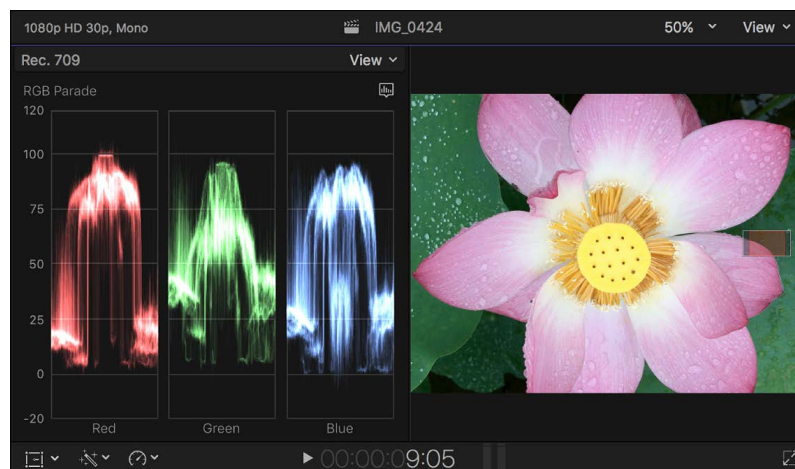 1080p HD 30p, Mono
IMG_0424
50%
View
Rec. 709
View
RGB Parade
120
100
75
50
25
0
-20
Red
Green
Blue
00:00:09:05